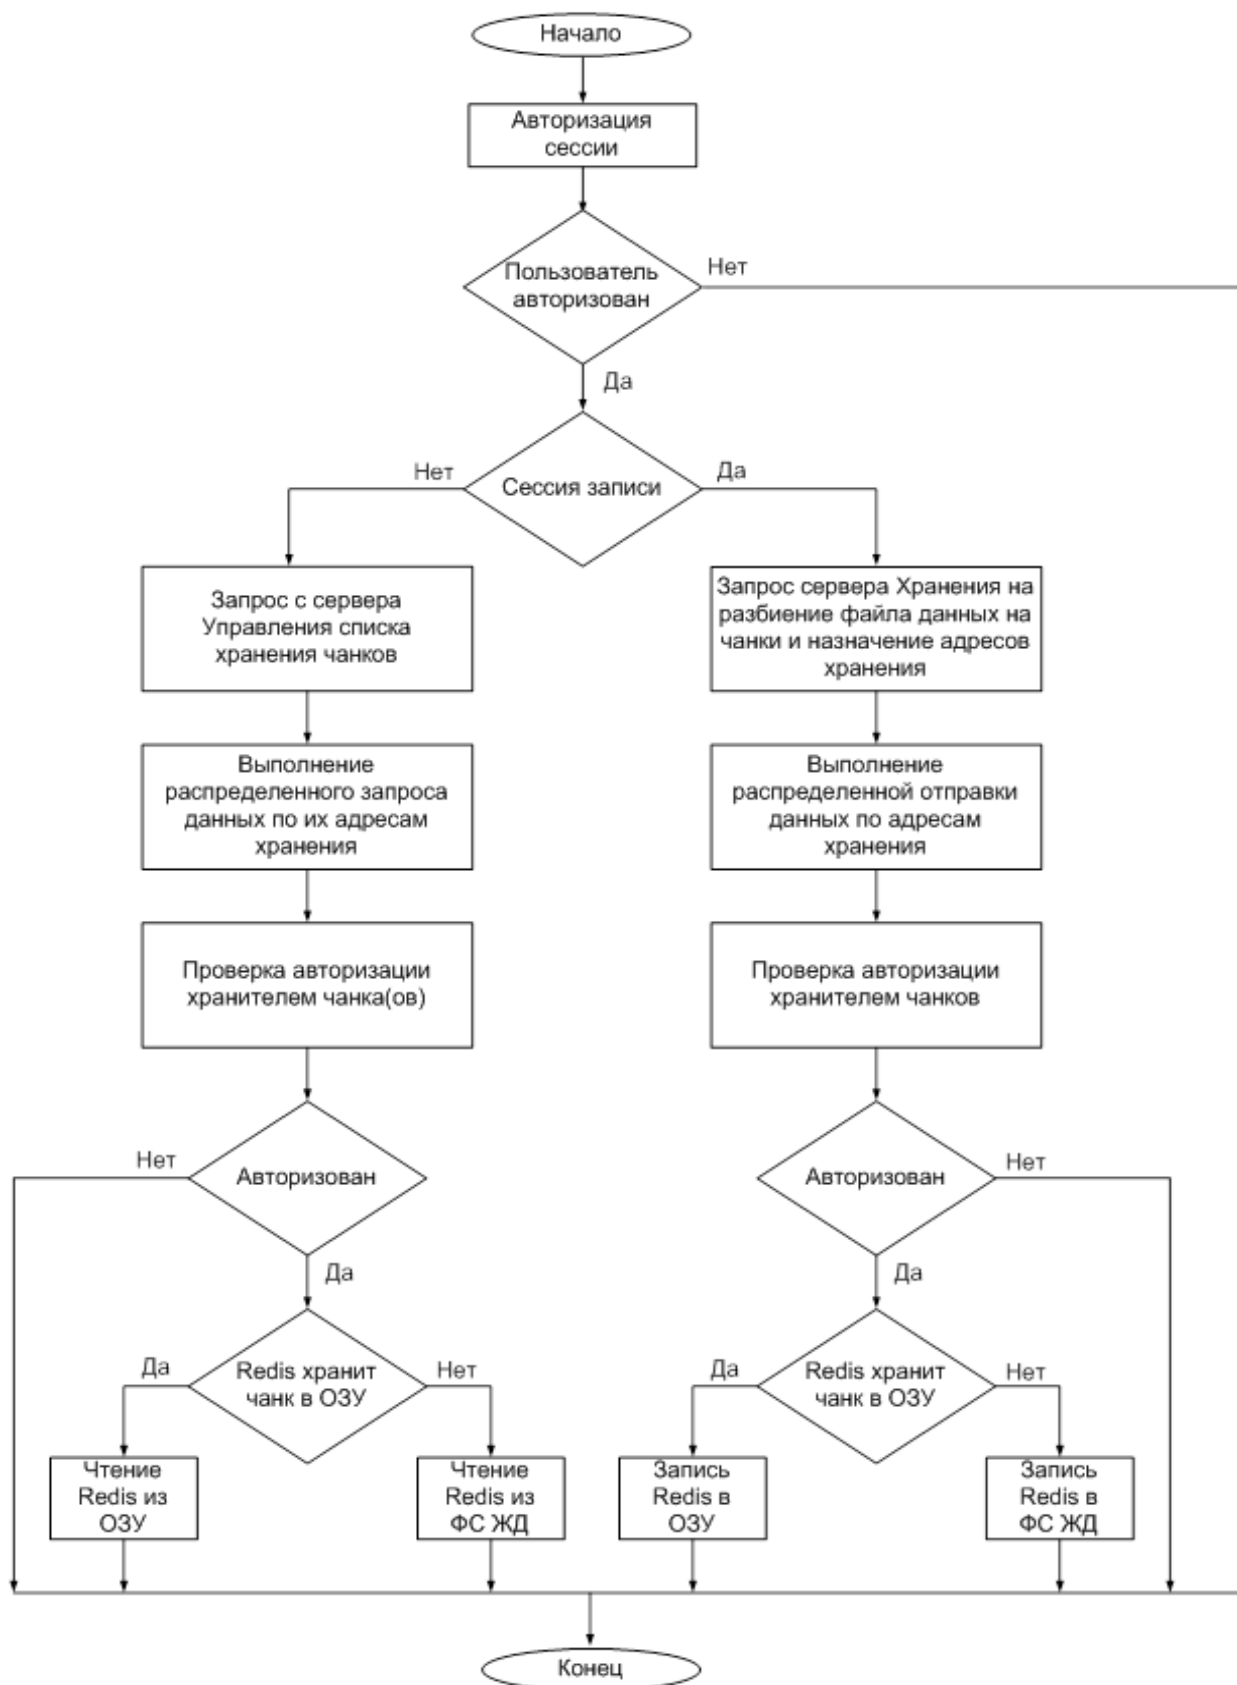 Начало
Авторизация
сессии
Пользователь
авторизован
Нет
Да
Сессия записи
Нет
Да
Запрос с сервера
Управления списка
хранения чанков
Запрос сервера Хранения на
разбиение файла данных на
чанки и назначение адресов
хранения
Выполнение
распределенного запроса
данных по их адресам
хранения
Выполнение
распределенной отправки
данных по адресам
хранения
Проверка авторизации
хранителем чанка(ов)
Проверка авторизации
хранителем чанков
Нет
Авторизован
Да
Авторизован
Нет
Да
Да
Redis хранит
чанк в ОЗУ
Нет
Да
Redis хранит
чанк в ОЗУ
Нет
Чтение
Redis из
ОЗУ
Чтение
Redis из
ФС ЖД
Запись
Redis в
ОЗУ
Запись
Redis в
ФС ЖД
Конец